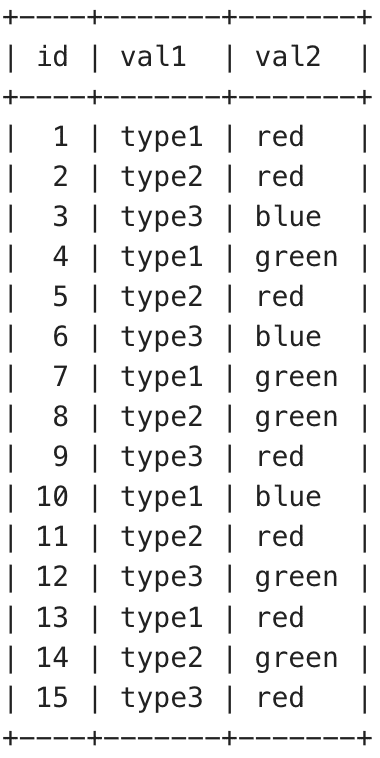 +----+-------+-------+
| id | val1  | val2  |
+----+-------+-------+
|  1 | type1 | red   |
|  2 | type2 | red   |
|  3 | type3 | blue  |
|  4 | type1 | green |
|  5 | type2 | red   |
|  6 | type3 | blue  |
|  7 | type1 | green |
|  8 | type2 | green |
|  9 | type3 | red   |
| 10 | type1 | blue  |
| 11 | type2 | red   |
| 12 | type3 | green |
| 13 | type1 | red   |
| 14 | type2 | green |
| 15 | type3 | red   |
+----+-------+-------+